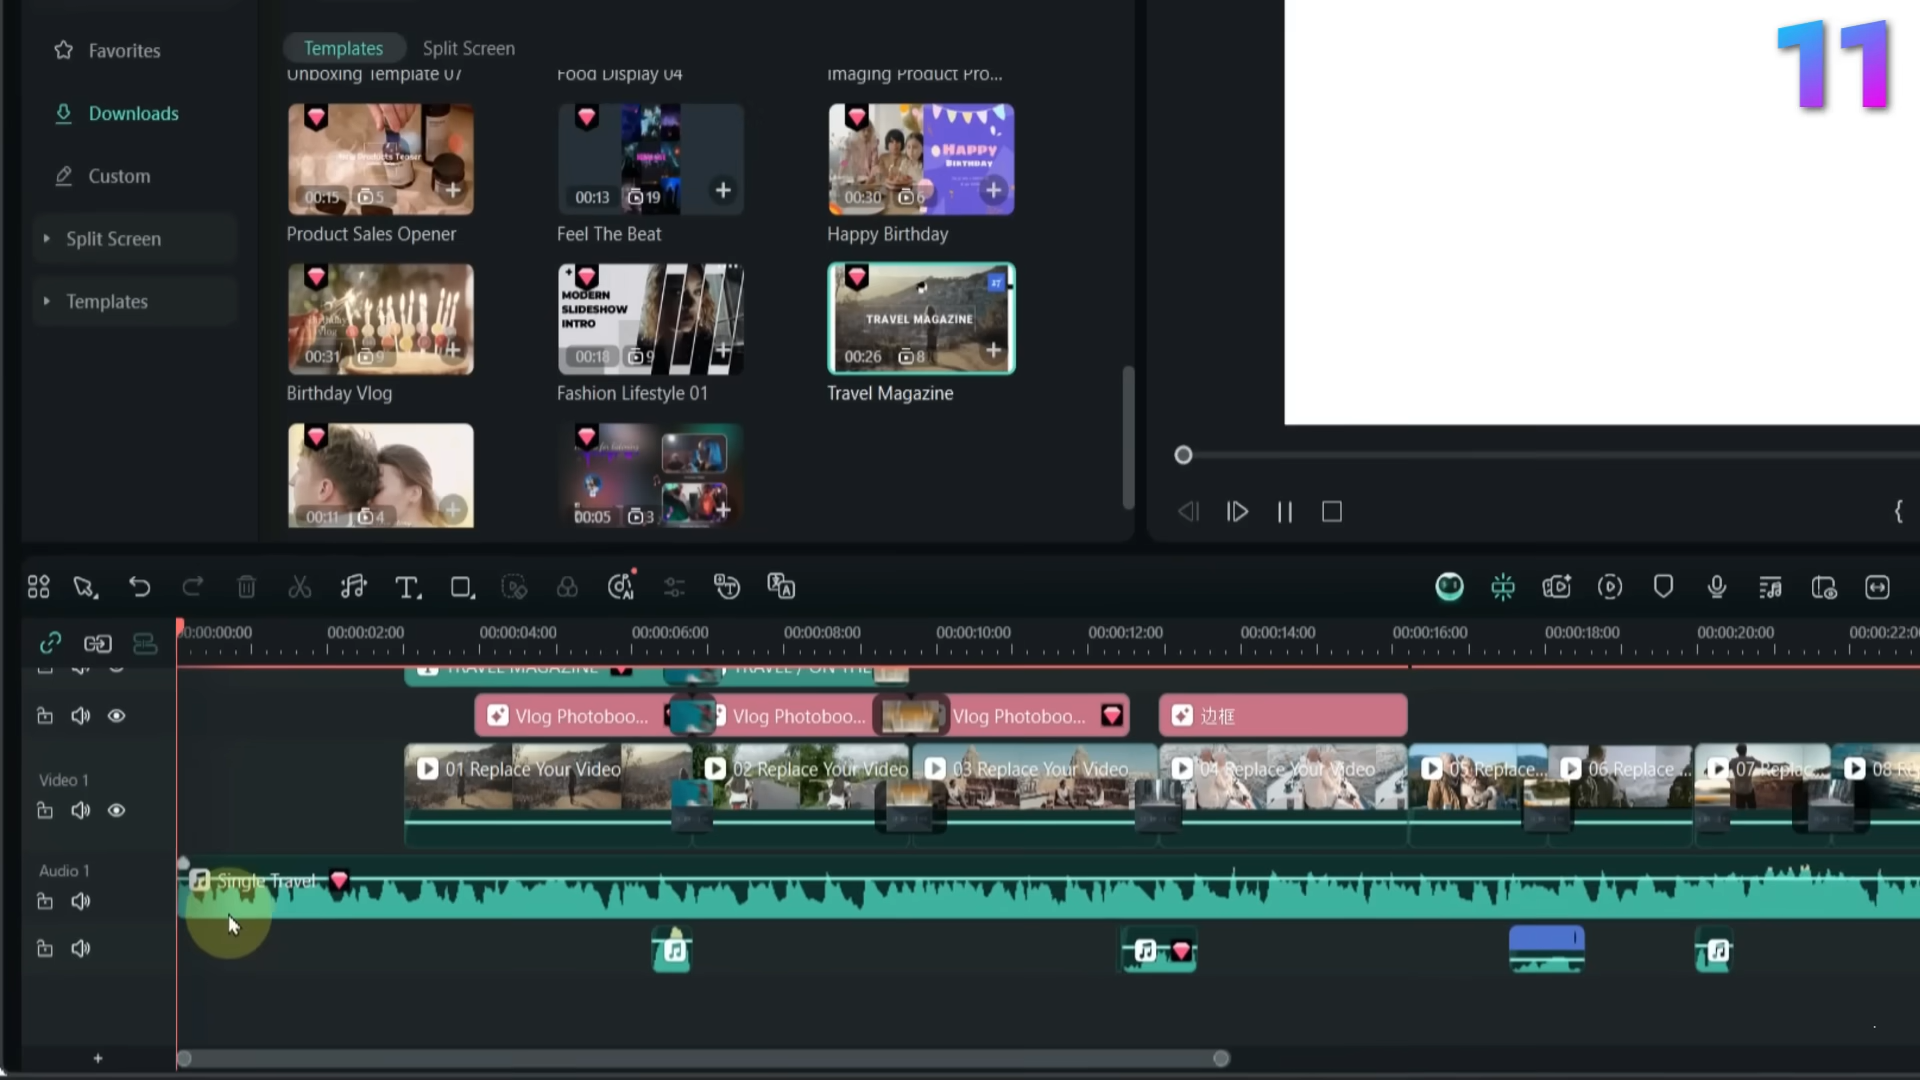 11
Favorites
Downloads
Custom
Split Screen
Templates
Templates Split Screen
Unboxing Template 07 Food Display 04 Imaging Product Pro...
00:15 5
00:13 19
HAPPY
BIRTHDAY
00:30 6
Product Sales Opener Feel The Beat Happy Birthday
00:31 9
MODERN
SLIDESHOW
INTRO
00:18 9
TRAVEL MAGAZINE
00:26 8
Birthday Vlog Fashion Lifestyle 01 Travel Magazine
00:11 4
00:05 3
00:00:00:00 00:00:02:00 00:00:04:00 00:00:06:00 00:00:08:00 00:00:10:00 00:00:12:00 00:00:14:00 00:00:16:00 00:00:18:00 00:00:20:00 00:00:22:00
TRAVEL MAGAZINE TRAVEL / ON THE
Vlog Photoboo... Vlog Photoboo... Vlog Photoboo... 边框
Video 1
01 Replace Your Video 02 Replace Your Video 03 Replace Your Video 04 Replace Your Video 05 Replace... 06 Replace ... 07 Replac... 08 Re
Audio 1
Single Travel